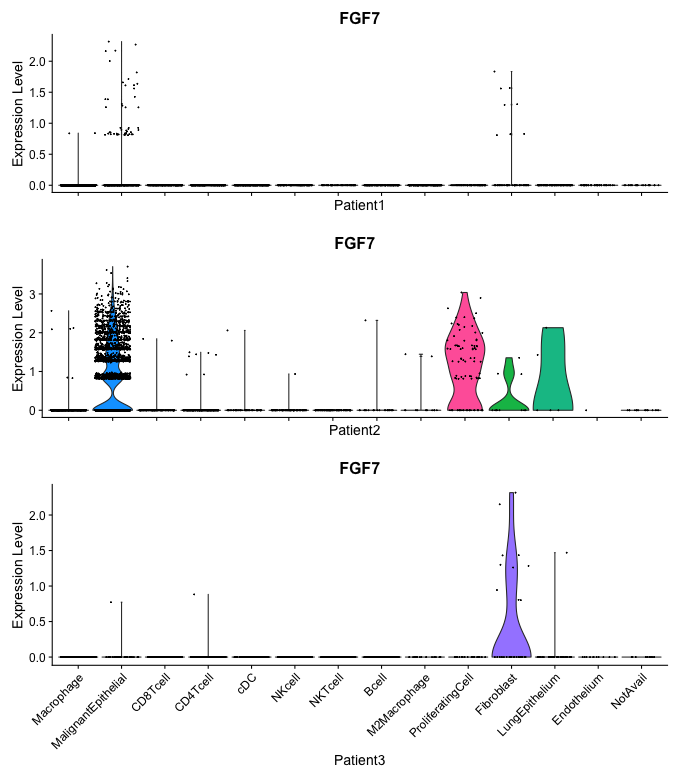 FGF7
Expression Level
2.0
1.5
1.0
0.5
0.0
Patient1
FGF7
Expression Level
3
2
1
0
Patient2
FGF7
Expression Level
2.0
1.5
1.0
0.5
0.0
Macrophage
MalignantEpithelial
CD8Tcell
CD4Tcell
cDC
NKcell
NKTcell
Bcell
M2Macrophage
ProliferatingCell
Fibroblast
LungEpithelium
Endothelium
NotAvail
Patient3